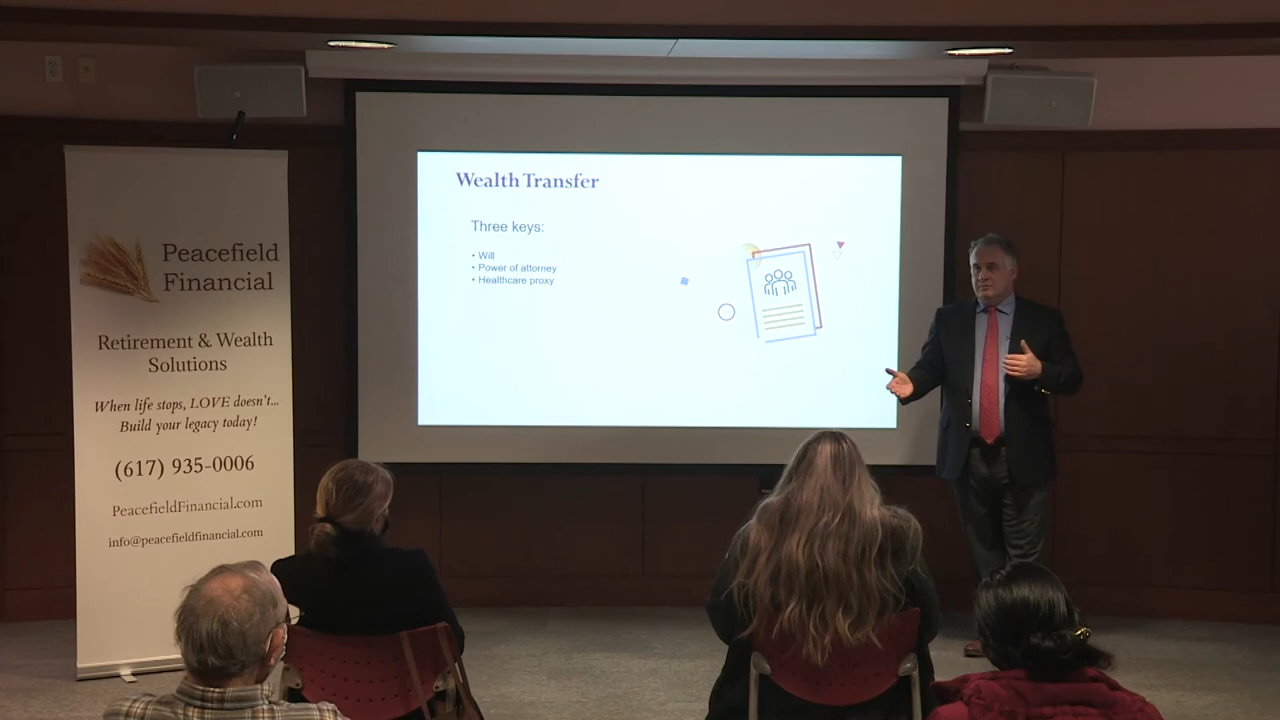 Peacefield
Financial
Retirement & Wealth
Solutions
When life stops, LOVE doesn't...
Build your legacy today!
(617) 935-0006
PeacefieldFinancial.com
info@peacefieldfinancial.com
Wealth Transfer
Three keys:
• Will
• Power of attorney
• Healthcare proxy